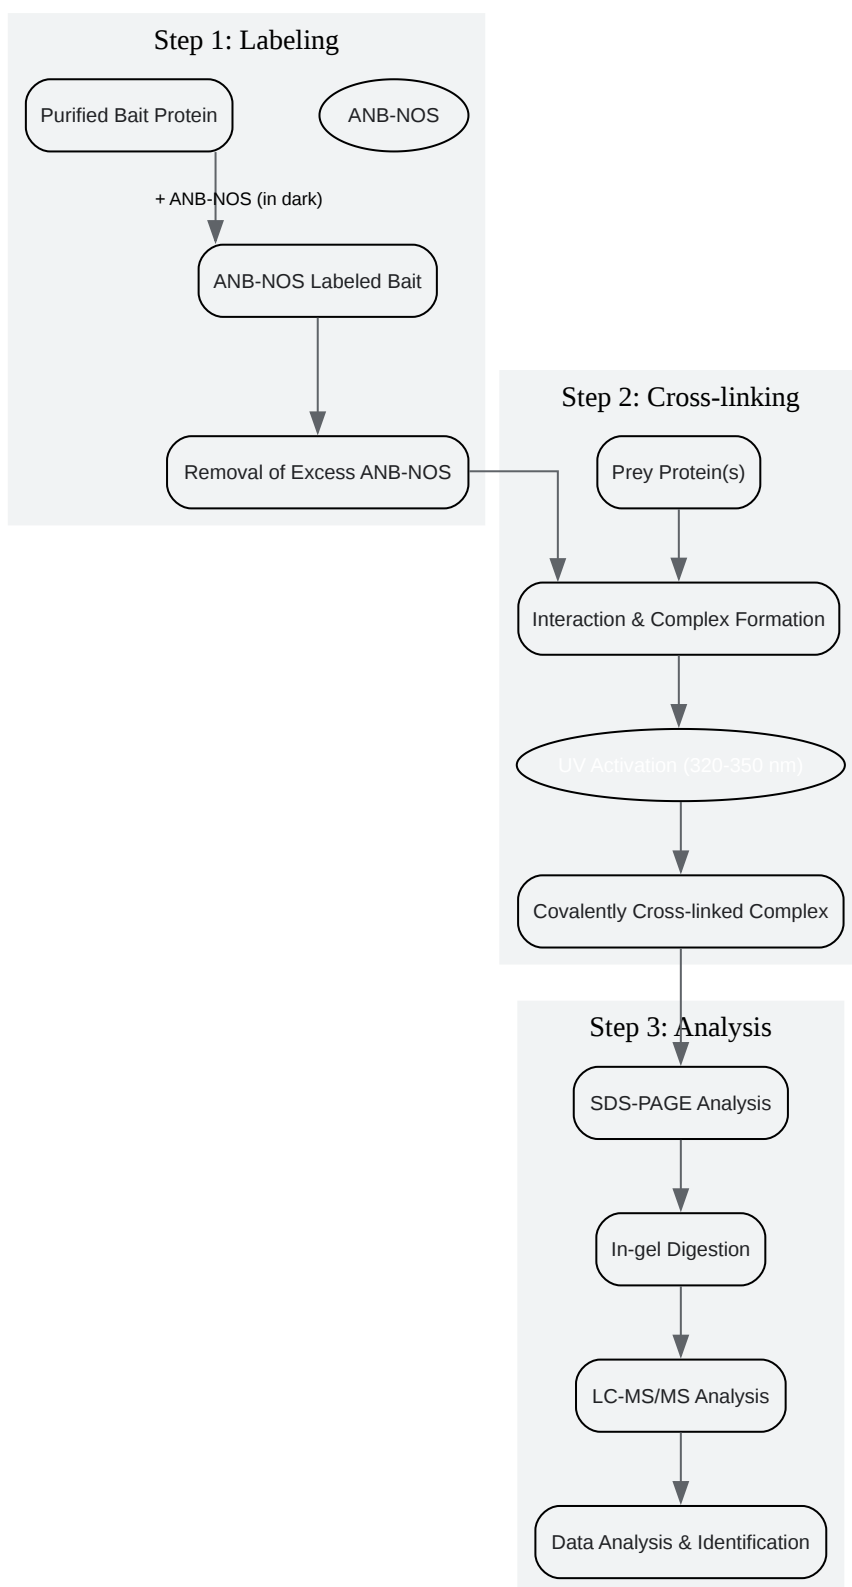 Step 1: Labeling
Purified Bait Protein
ANB-NOS
+ ANB-NOS (in dark)
ANB-NOS Labeled Bait
Removal of Excess ANB-NOS
Step 2: Cross-linking
Prey Protein(s)
Interaction & Complex Formation
UV Activation (320-350 nm)
Covalently Cross-linked Complex
Step 3: Analysis
SDS-PAGE Analysis
In-gel Digestion
LC-MS/MS Analysis
Data Analysis & Identification